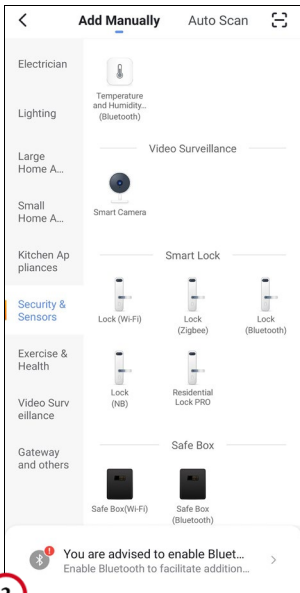 Add Manually
Auto Scan
Electrician
Lighting
Large
Home A...
Small
Home A...
Kitchen Ap
pliances
Security &
Sensors
Exercise &
Health
Video Surv
eillance
Gateway
and others
Temperature
and Humidity...
(Bluetooth)
Video Surveillance
Smart Camera
Smart Lock
Lock (Wi-Fi)
Lock
(Zigbee)
Lock
(Bluetooth)
Lock
(NB)
Residential
Lock PRO
Safe Box
Safe Box(Wi-Fi)
Safe Box
(Bluetooth)
You are advised to enable Bluet...
Enable Bluetooth to facilitate addition...